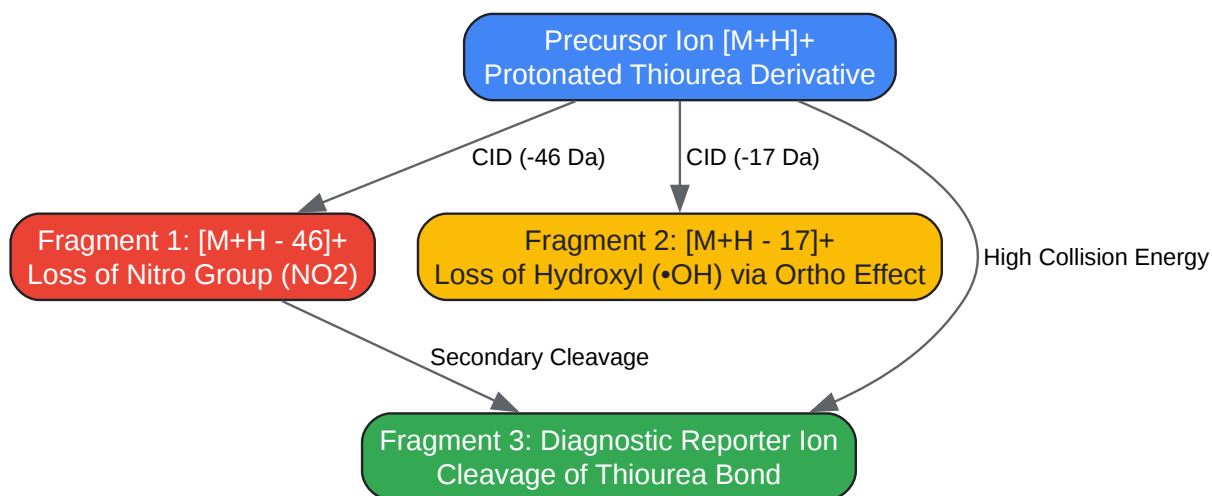 Precursor Ion [M+H]+
Protonated Thiourea Derivative
CID (-46 Da)
CID (-17 Da)
Fragment 1: [M+H - 46]+
Loss of Nitro Group (NO2)
Fragment 2: [M+H - 17]+
Loss of Hydroxyl (•OH) via Ortho Effect
High Collision Energy
Secondary Cleavage
Fragment 3: Diagnostic Reporter Ion
Cleavage of Thiourea Bond